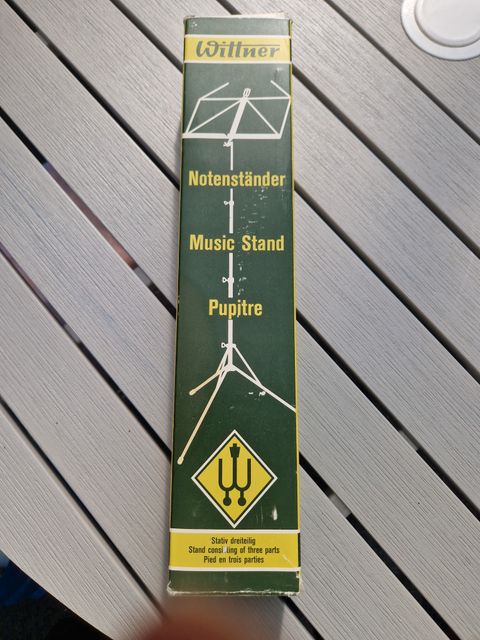 Wittner
Notenständer
Music Stand
Pupitre
Stativ dreiteilig
Stand consisting of three parts
Pied en trois parties